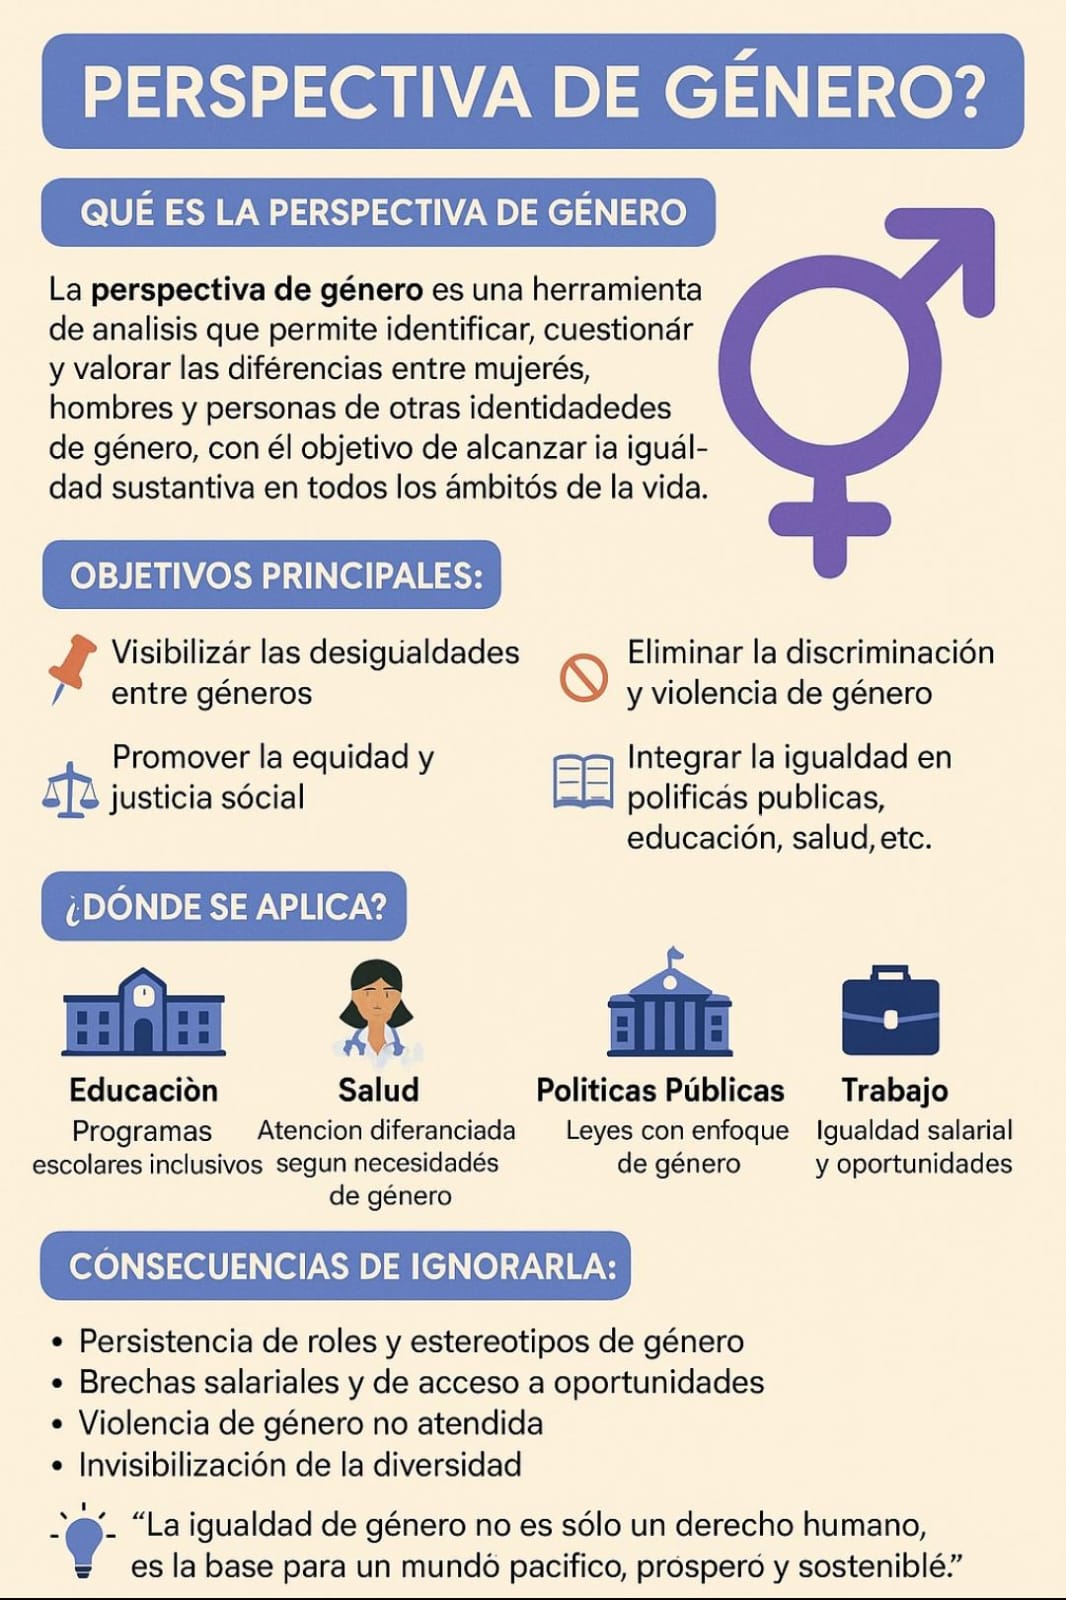 PERSPECTIVA DE GÉNERO?
QUÉ ES LA PERSPECTIVA DE GÉNERO
La perspectiva de género es una herramienta
de analisis que permite identificar, cuestionár
y valorar las diférencias entre mujerés,
hombres y personas de otras identidadedes
de género, con él objetivo de alcanzar ia iguál-
dad sustantiva en todos los ámbitós de la vida.
OBJETIVOS PRINCIPALES:
Visibilizár las desigualdades
entre géneros
Eliminar la discriminación
y violencia de género
Promover la equidad y
justicia sócial
Integrar la igualdad en
polificás publicas,
educación, salud, etc.
¿DÓNDE SE APLICA?
Educaciòn
Programas
escolares inclusivos
Salud
Atencion diferanciada
segun necesidadés
de género
Politicas Públicas
Leyes con enfoque
de género
Trabajo
Igualdad salarial
y oportunidades
CÓNSECUENCIAS DE IGNORARLA:
• Persistencia de roles y estereotipos de género
• Brechas salariales y de acceso a oportunidades
• Violencia de género no atendida
• Invisibilización de la diversidad
“La igualdad de género no es sólo un derecho humano,
es la base para un mundò pacifico, prósperó y sosteniblé.”